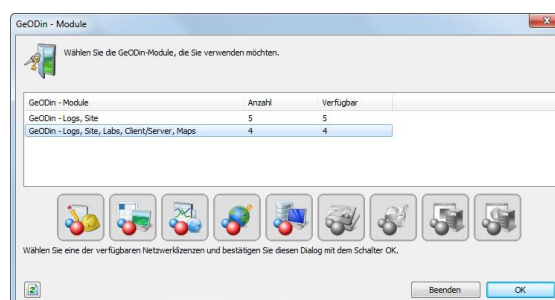 GeODin - Module
Wählen Sie die GeODin-Module, die Sie verwenden möchten.
GeODin - Module Anzahl Verfügbar
GeODin - Logs, Site 5 5
GeODin - Logs, Site, Labs, Client/Server, Maps 4 4
Wählen Sie eine der verfügbaren Netzwerklizenzen und bestätigen Sie diesen Dialog mit dem Schalter OK.
Beenden OK